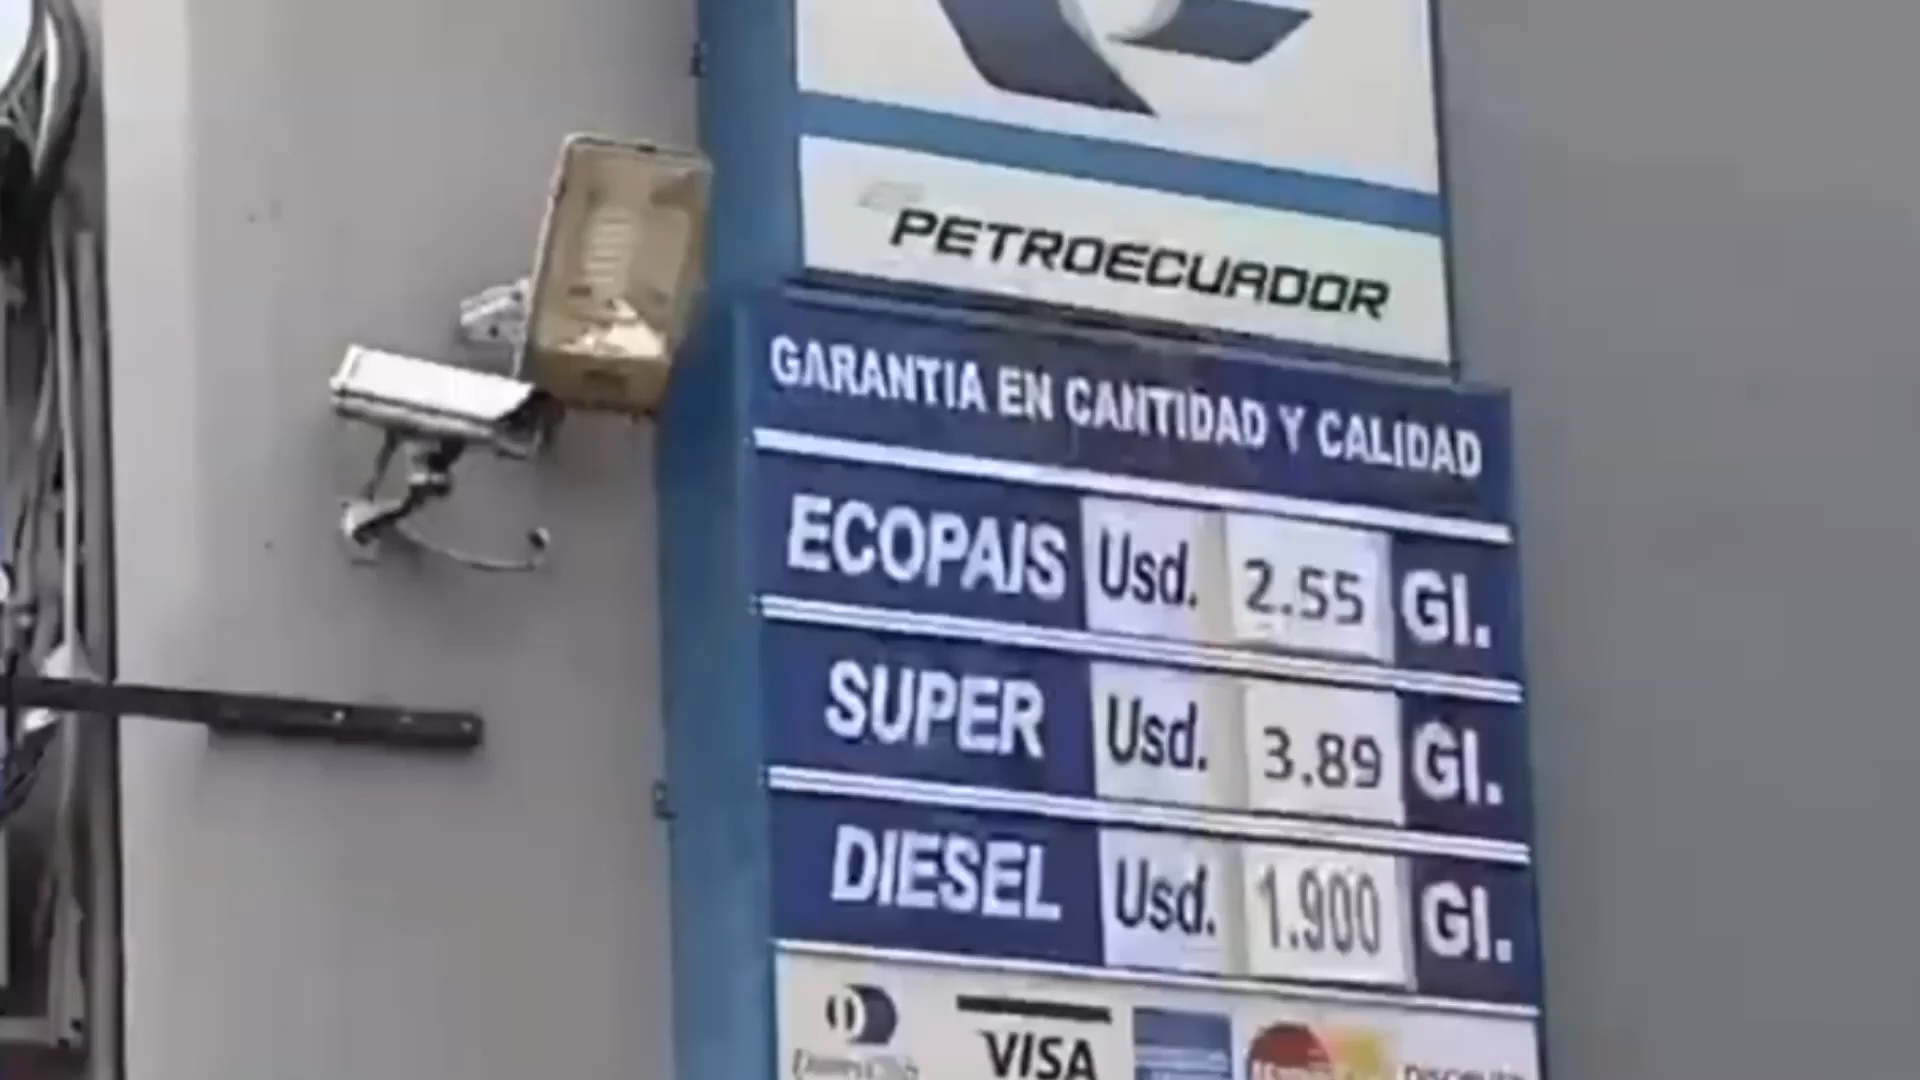 PETROECUADOR
GARANTIA EN CANTIDAD Y CALIDAD
ECOPAIS Usd. 2.55 Gl.
SUPER Usd. 3.89 Gl.
DIESEL Usd. 1.900 Gl.
VISA